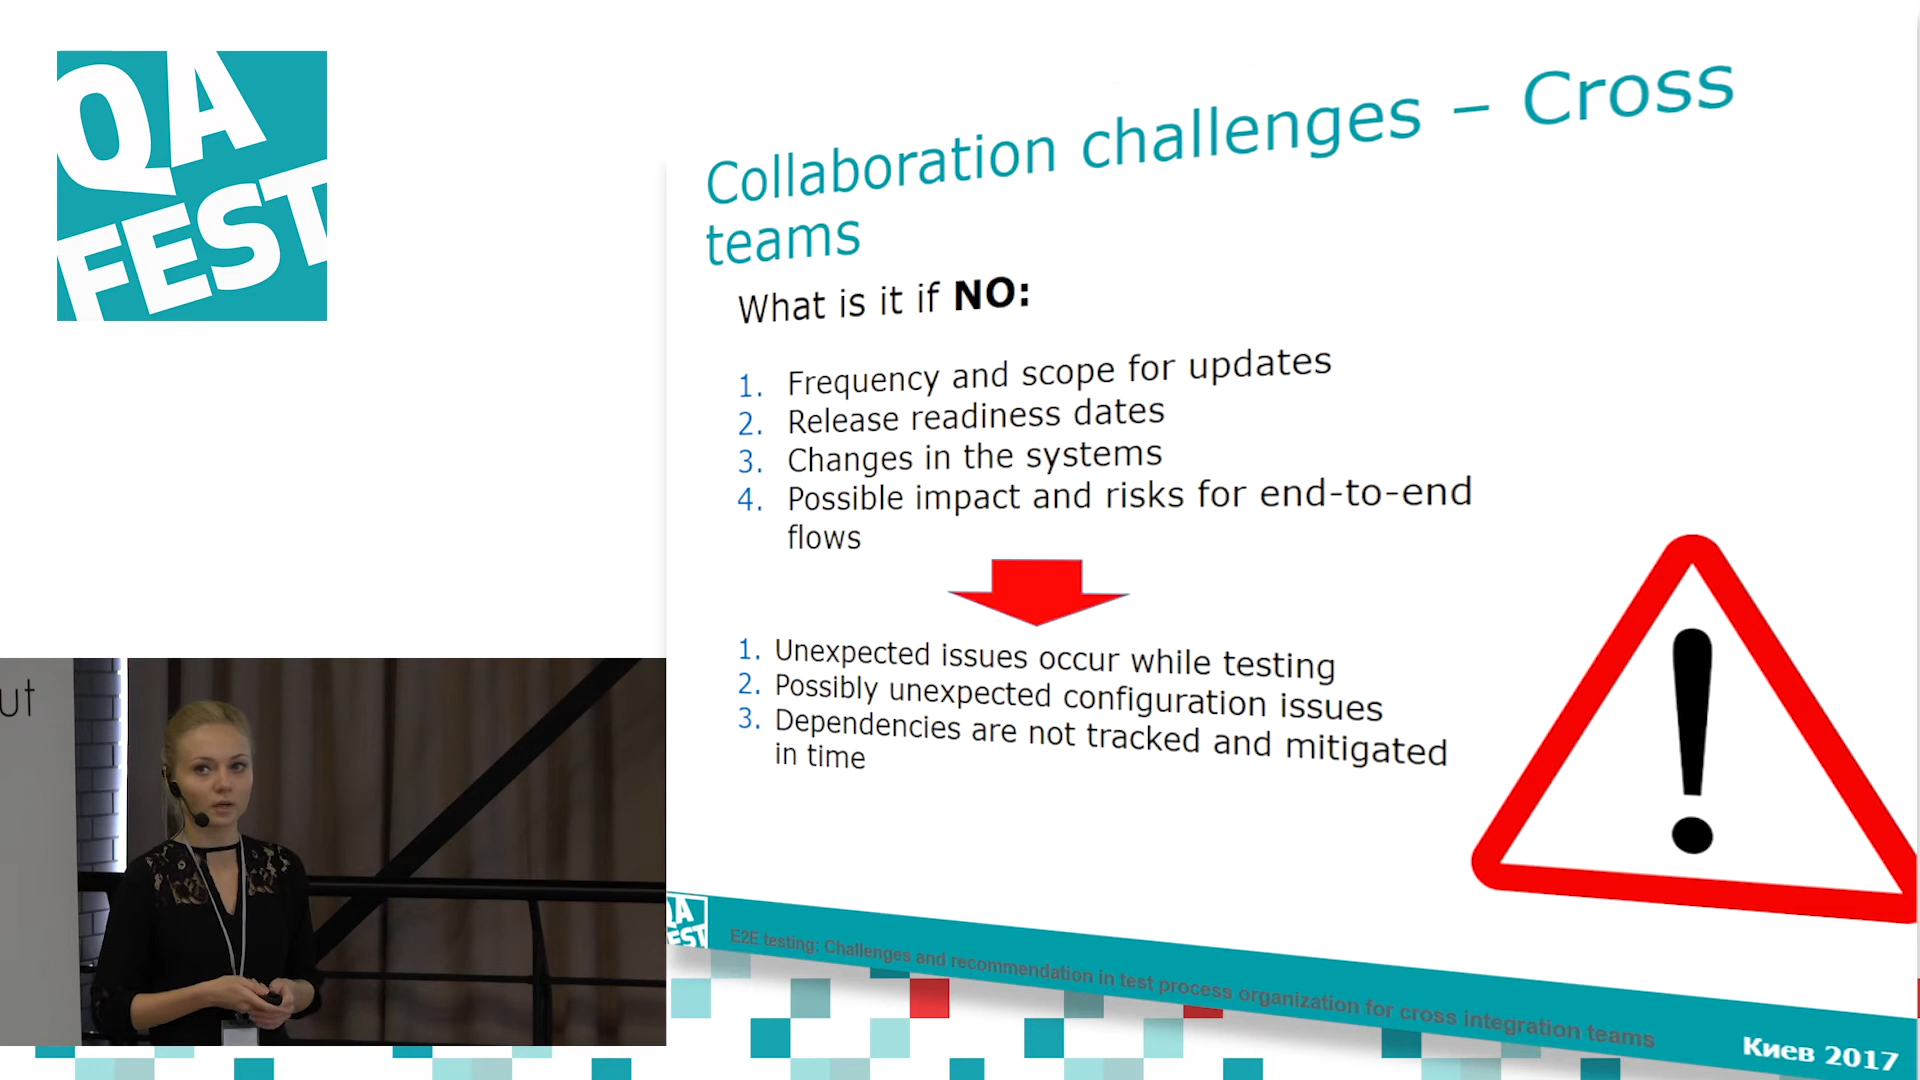 QA
FEST
Collaboration challenges – Cross
teams
What is it if NO:
1. Frequency and scope for updates
2. Release readiness dates
3. Changes in the systems
4. Possible impact and risks for end-to-end
flows
1. Unexpected issues occur while testing
2. Possibly unexpected configuration issues
3. Dependencies are not tracked and mitigated
in time
ut
QA
FEST
E2E testing: Challenges and recommendation in test process organization for cross integration teams
Киев 2017